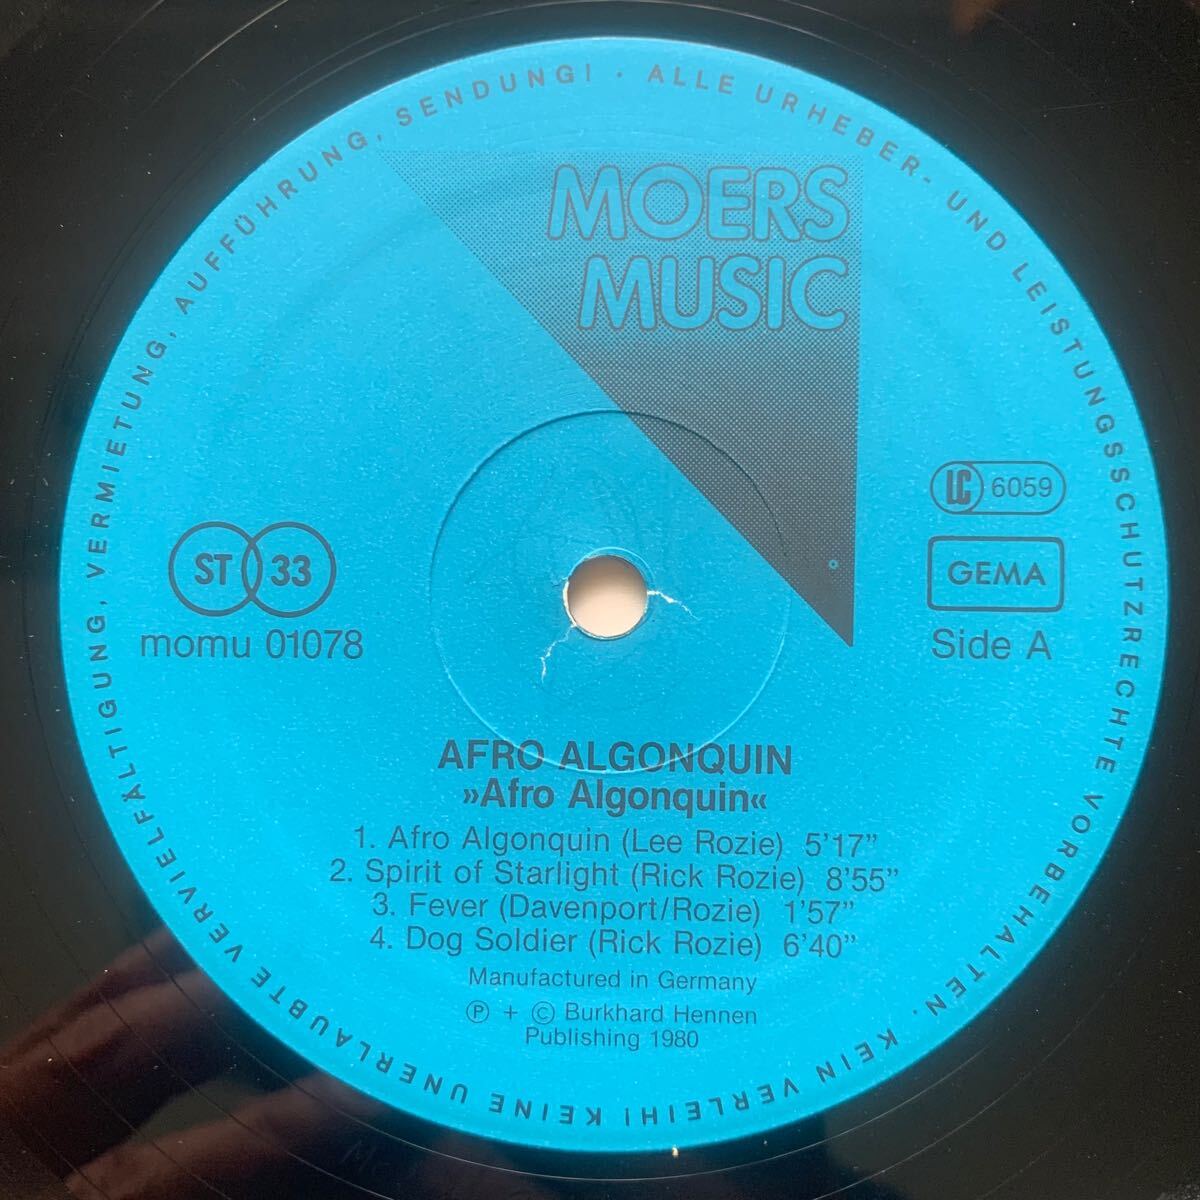 ALLE URHEBER- UND LEISTUNGSSCHUTZRECHTE VORBEHALTEN. KEIN VERLEIH! KEINE UNERLAUBTE VERVIELFÄLTIGUNG, VERMIETUNG, AUFFÜHRUNG, SENDUNG! ·
MOERS
MUSIC
LC 6059
GEMA
Side A
ST 33
momu 01078
AFRO ALGONQUIN
»Afro Algonquin«
1. Afro Algonquin (Lee Rozie) 5'17”
2. Spirit of Starlight (Rick Rozie) 8'55”
3. Fever (Davenport/Rozie) 1'57”
4. Dog Soldier (Rick Rozie) 6'40”
Manufactured in Germany
Ⓟ + © Burkhard Hennen
Publishing 1980